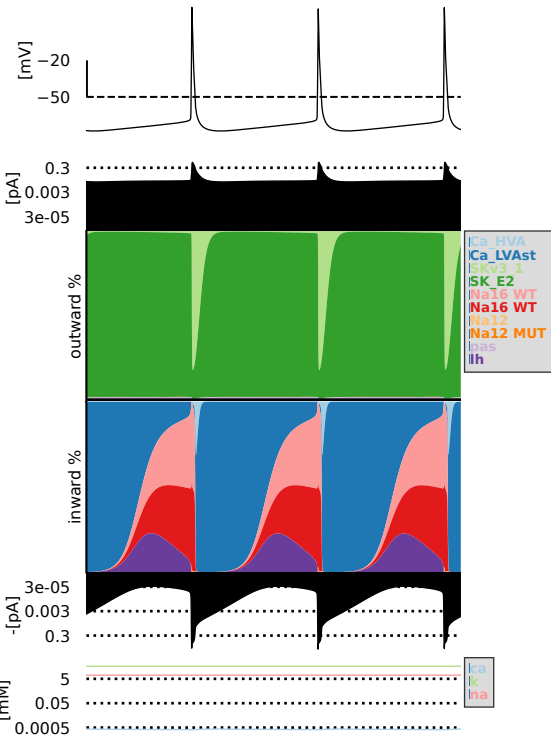 [mV]
−20
−50
[pA]
0.3
0.003
3e-05
outward %
Ca_HVA
Ca_LVAst
SKv3_1
SK_E2
Na16 WT
Na16 WT
Na12
Na12 MUT
pas
Ih
inward %
-[pA]
3e-05
0.003
0.3
[mM]
5
0.05
0.0005
ca
k
na